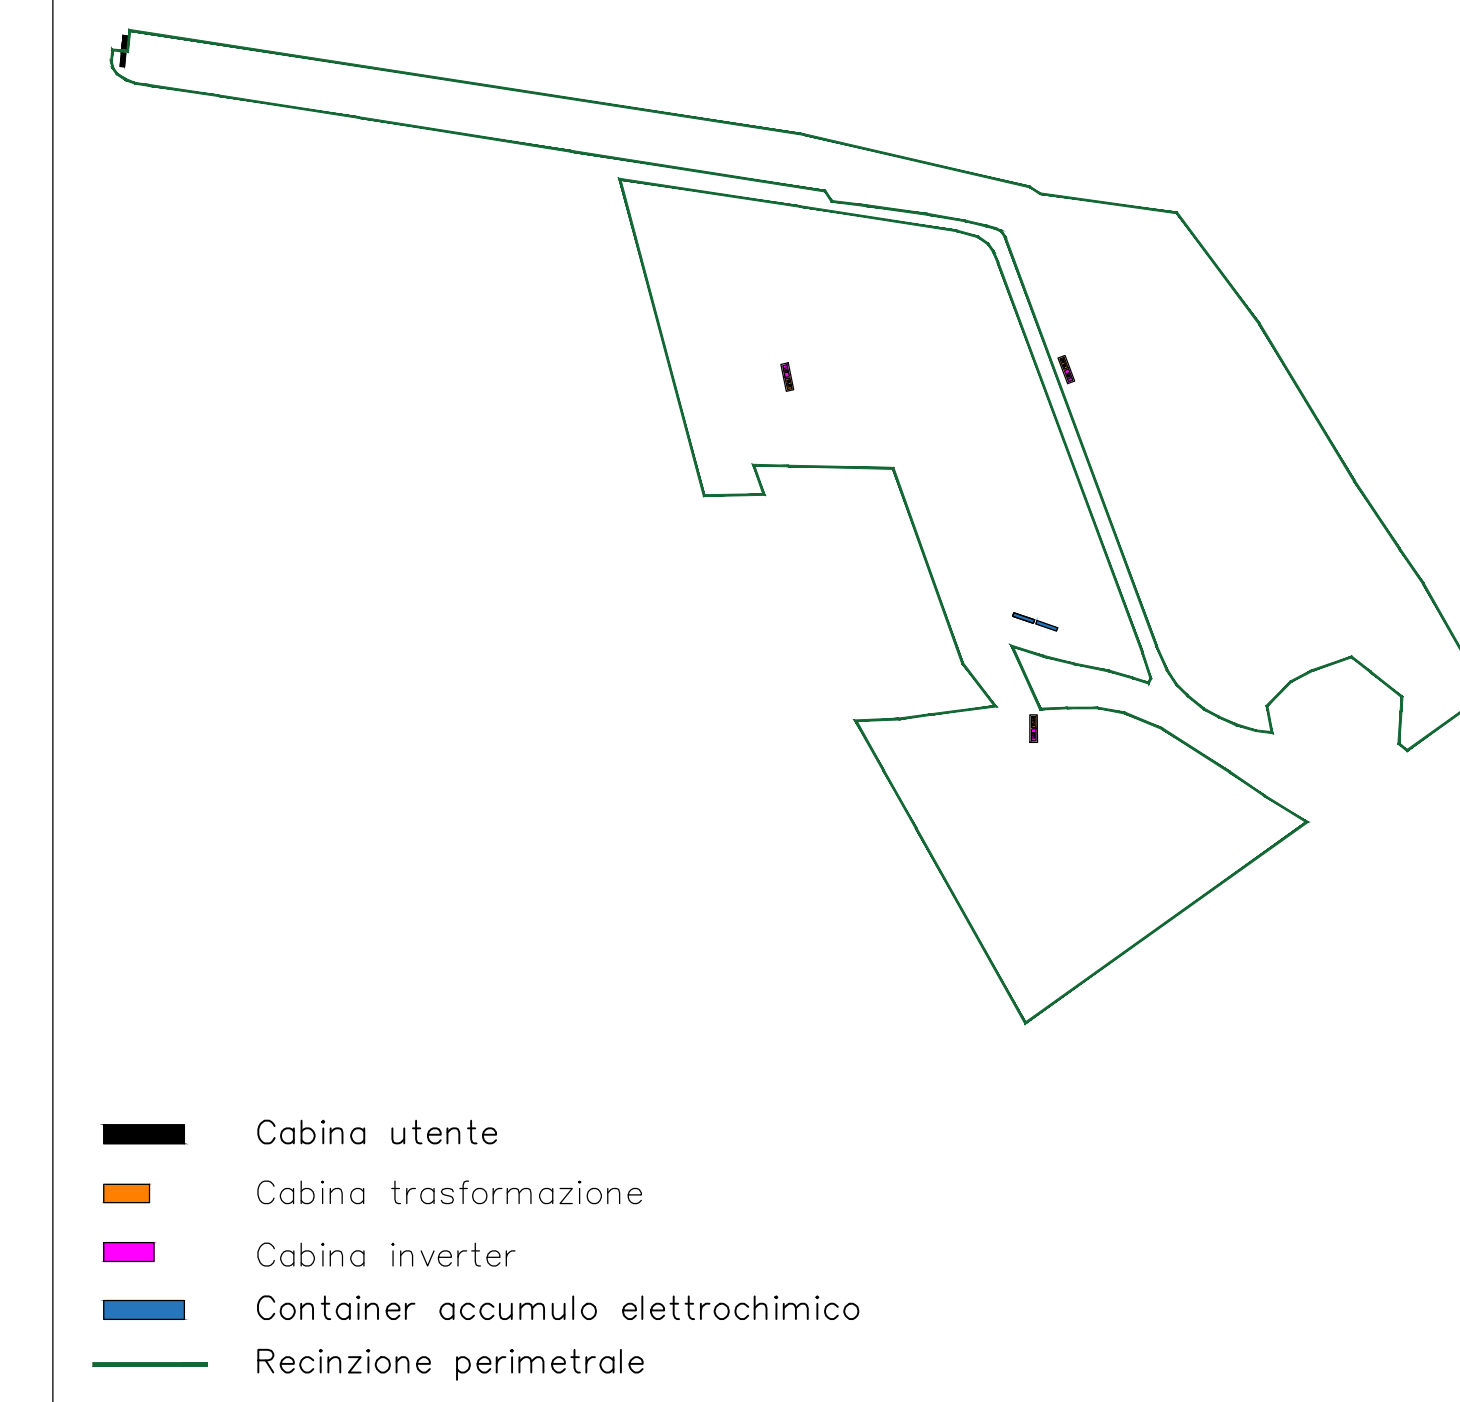 Cabina utente
Cabina trasformazione
Cabina inverter
Container accumulo elettrochimico
Recinzione perimetrale